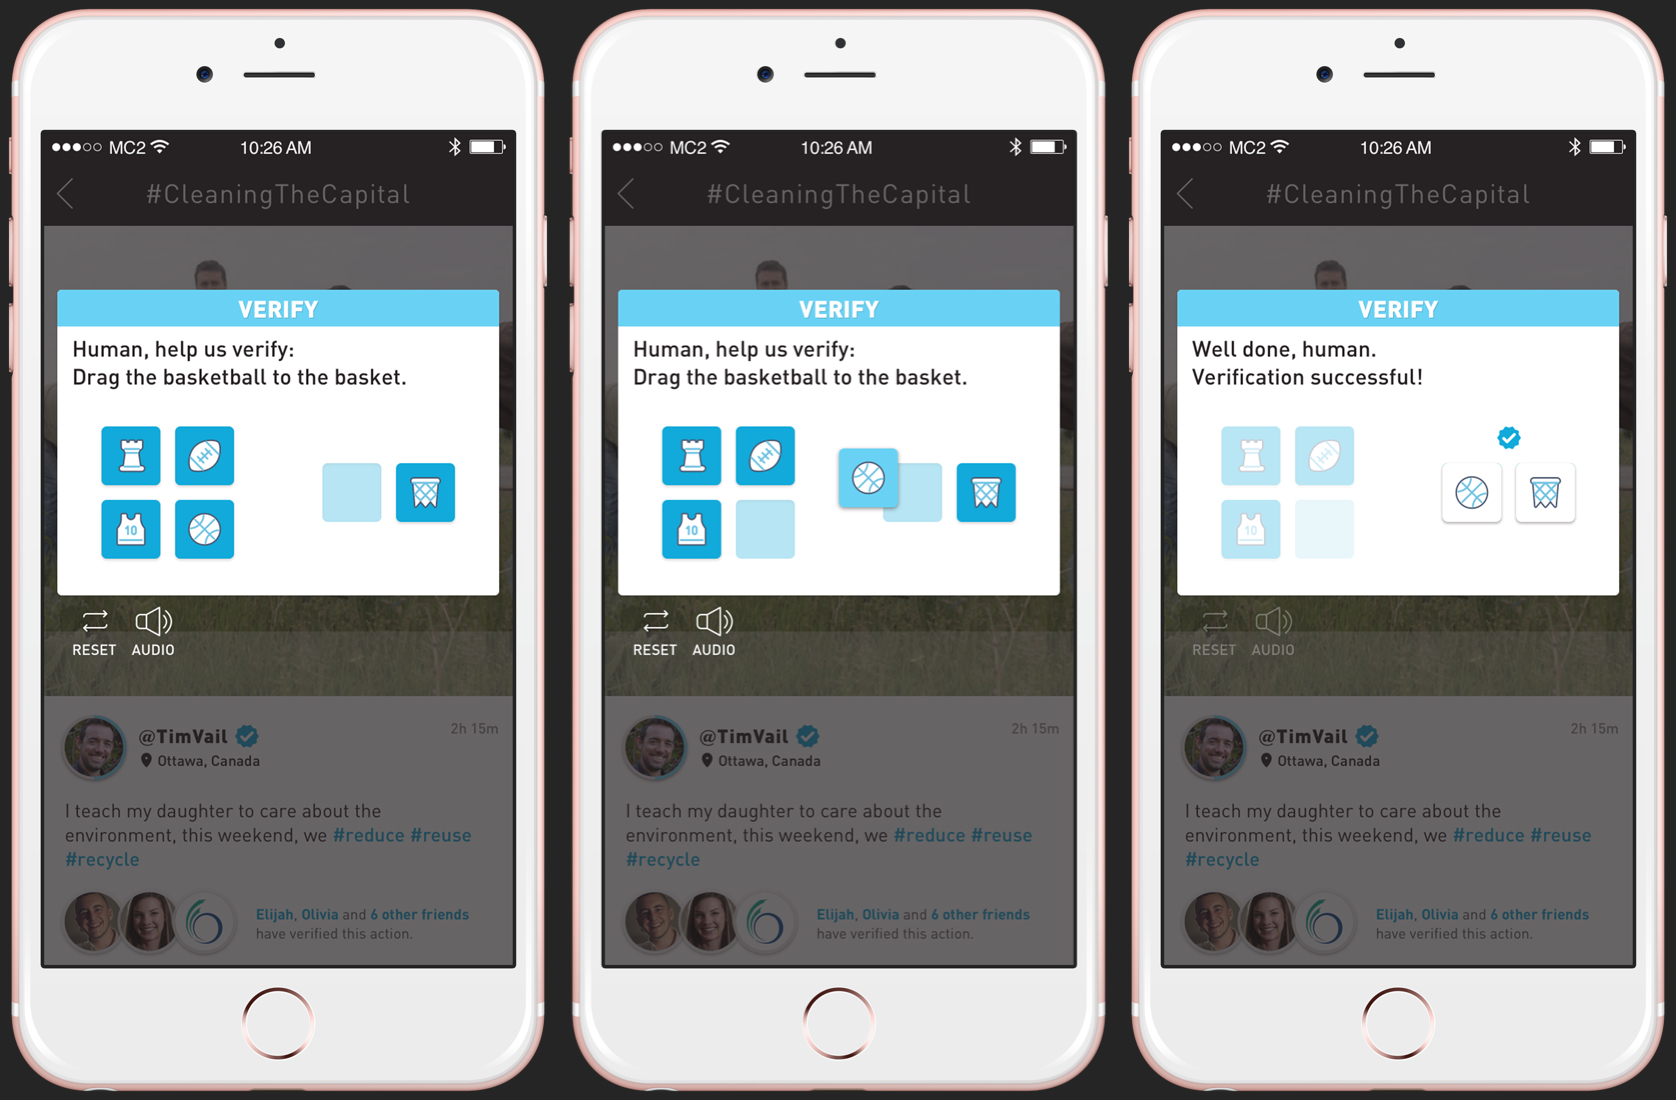 MC2
10:26 AM
#CleaningTheCapital
VERIFY
Human, help us verify:
Drag the basketball to the basket.
10
RESET
AUDIO
@TimVail
2h 15m
Ottawa, Canada
I teach my daughter to care about the
environment, this weekend, we #reduce #reuse
#recycle
Elijah, Olivia and 6 other friends
have verified this action.
MC2
10:26 AM
#CleaningTheCapital
VERIFY
Human, help us verify:
Drag the basketball to the basket.
10
RESET
AUDIO
@TimVail
2h 15m
Ottawa, Canada
I teach my daughter to care about the
environment, this weekend, we #reduce #reuse
#recycle
Elijah, Olivia and 6 other friends
have verified this action.
MC2
10:26 AM
#CleaningTheCapital
VERIFY
Well done, human.
Verification successful!
10
RESET
AUDIO
@TimVail
2h 15m
Ottawa, Canada
I teach my daughter to care about the
environment, this weekend, we #reduce #reuse
#recycle
Elijah, Olivia and 6 other friends
have verified this action.